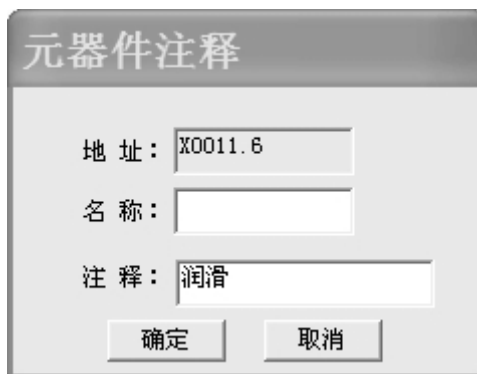 元器件注释
地 址： X0011.6
名 称：
注 释： 润滑
确定 取消